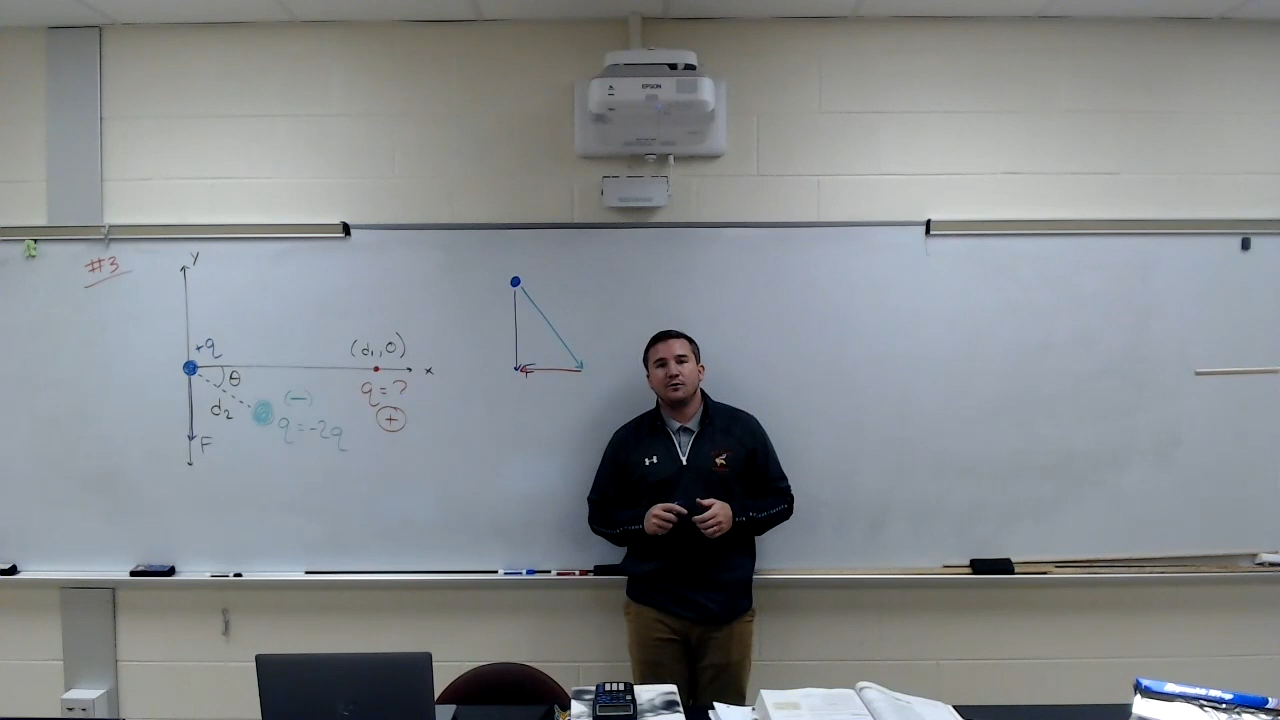 #3
y
+q
(d₁,0)
θ
x
q=?
d₂
(-)
+
q=-2q
F
F
EPSON